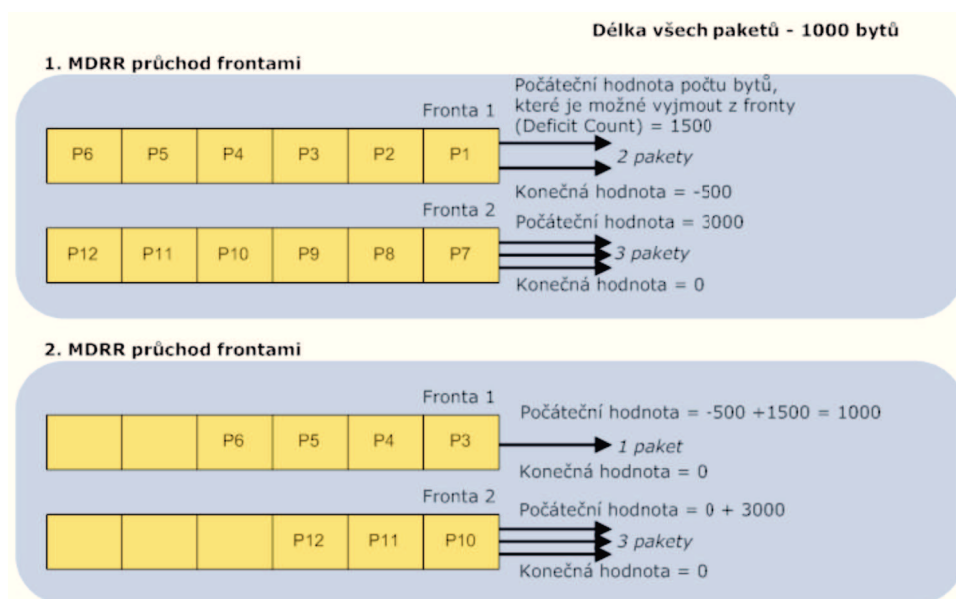 Délka všech paketů - 1000 bytů
1. MDRR průchod frontami
Fronta 1
Počáteční hodnota počtu bytů,
které je možné vyjmout z fronty
(Deficit Count) = 1500
P6 P5 P4 P3 P2 P1
2 pakety
Konečná hodnota = -500
Fronta 2
Počáteční hodnota = 3000
P12 P11 P10 P9 P8 P7
3 pakety
Konečná hodnota = 0
2. MDRR průchod frontami
Fronta 1
Počáteční hodnota = -500 +1500 = 1000
P6 P5 P4 P3
1 paket
Konečná hodnota = 0
Fronta 2
Počáteční hodnota = 0 + 3000
P12 P11 P10
3 pakety
Konečná hodnota = 0